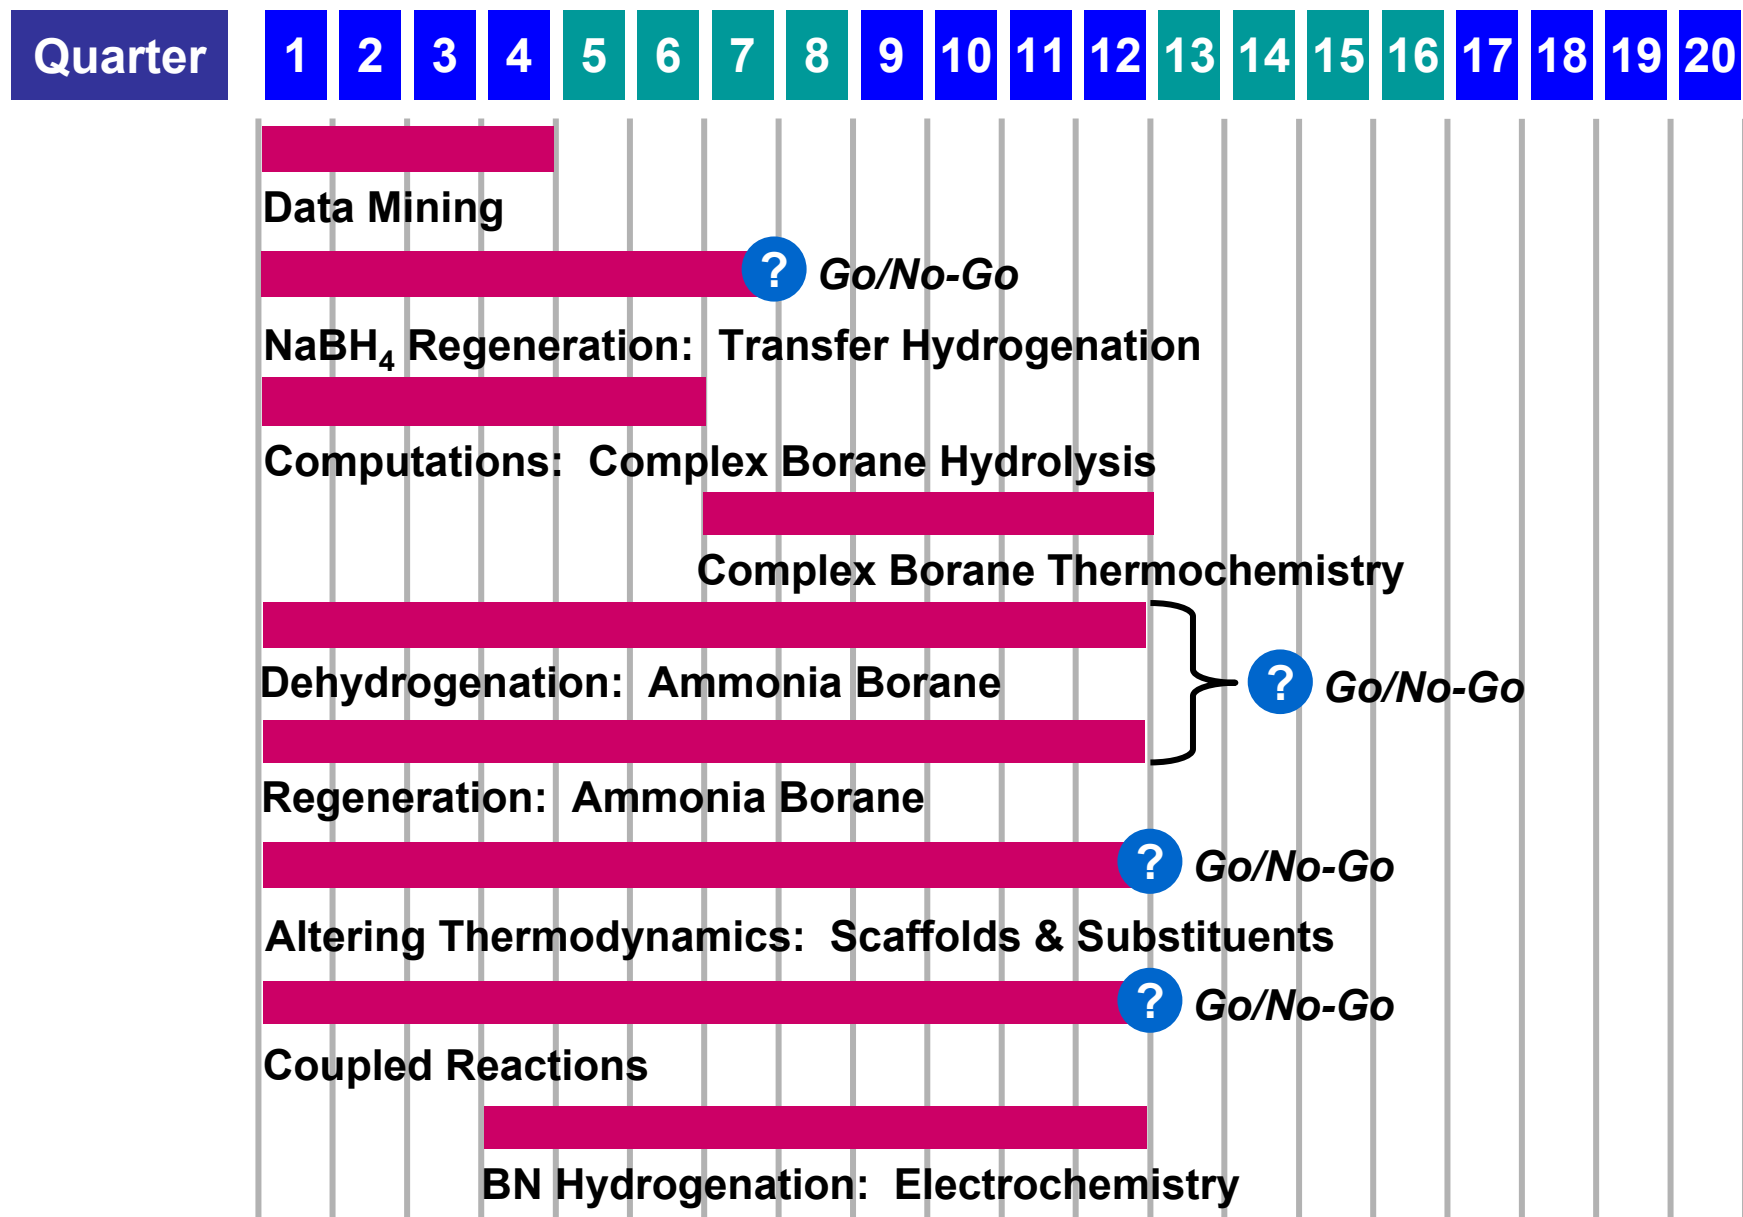 Quarter 1 2 3 4 5 6 7 8 9 10 11 12 13 14 15 16 17 18 19 20
Data Mining
? Go/No-Go
NaBH₄ Regeneration: Transfer Hydrogenation
Computations: Complex Borane Hydrolysis
Complex Borane Thermochemistry
Dehydrogenation: Ammonia Borane
? Go/No-Go
Regeneration: Ammonia Borane
? Go/No-Go
Altering Thermodynamics: Scaffolds & Substituents
? Go/No-Go
Coupled Reactions
BN Hydrogenation: Electrochemistry